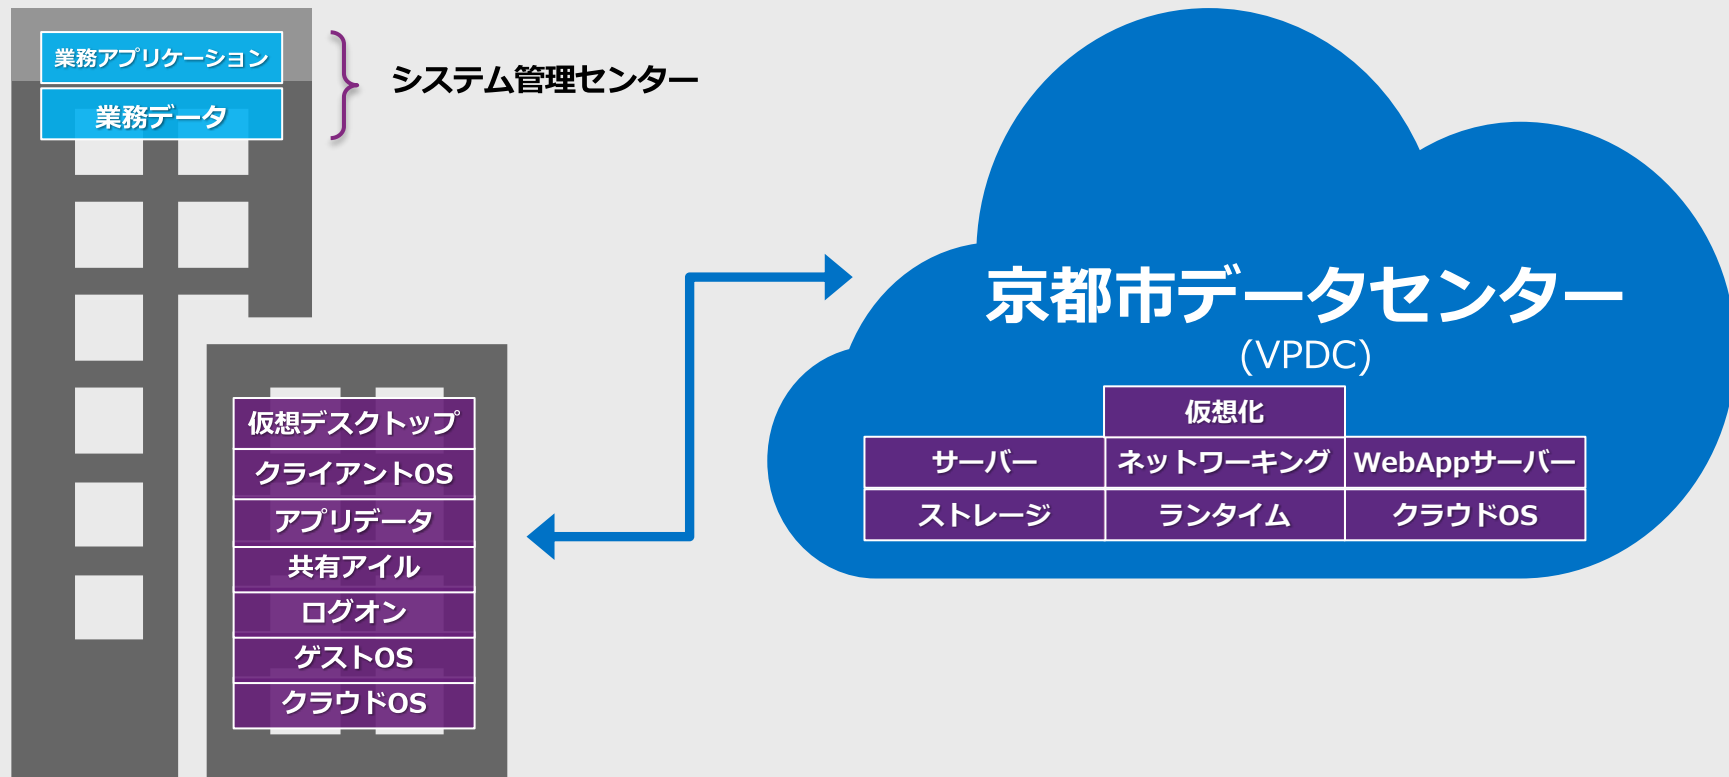 業務アプリケーション
業務データ
システム管理センター
京都市データセンター
(VPDC)
仮想化
サーバー
ネットワーキング
WebAppサーバー
ストレージ
ランタイム
クラウドOS
仮想デスクトップ
クライアントOS
アプリデータ
共有アイル
ログオン
ゲストOS
クラウドOS